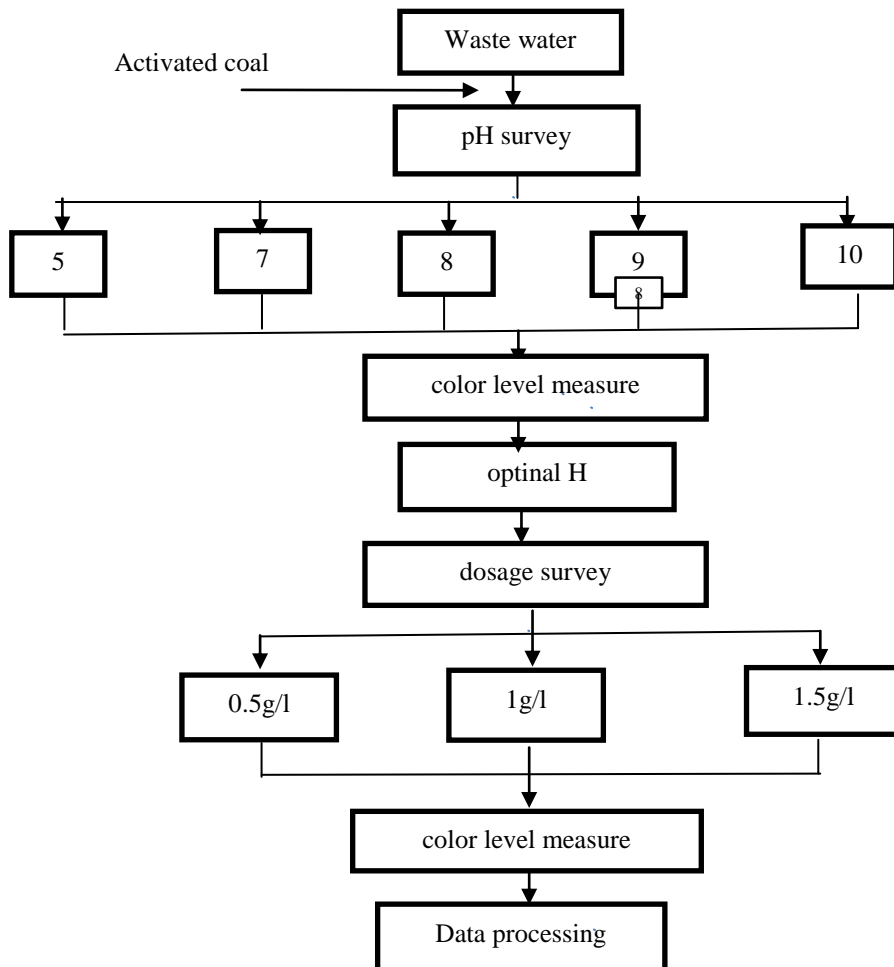 Waste water
Activated coal
pH survey
5
7
8
9
10
8
color level measure
optinal H
dosage survey
0.5g/l
1g/l
1.5g/l
color level measure
Data processing